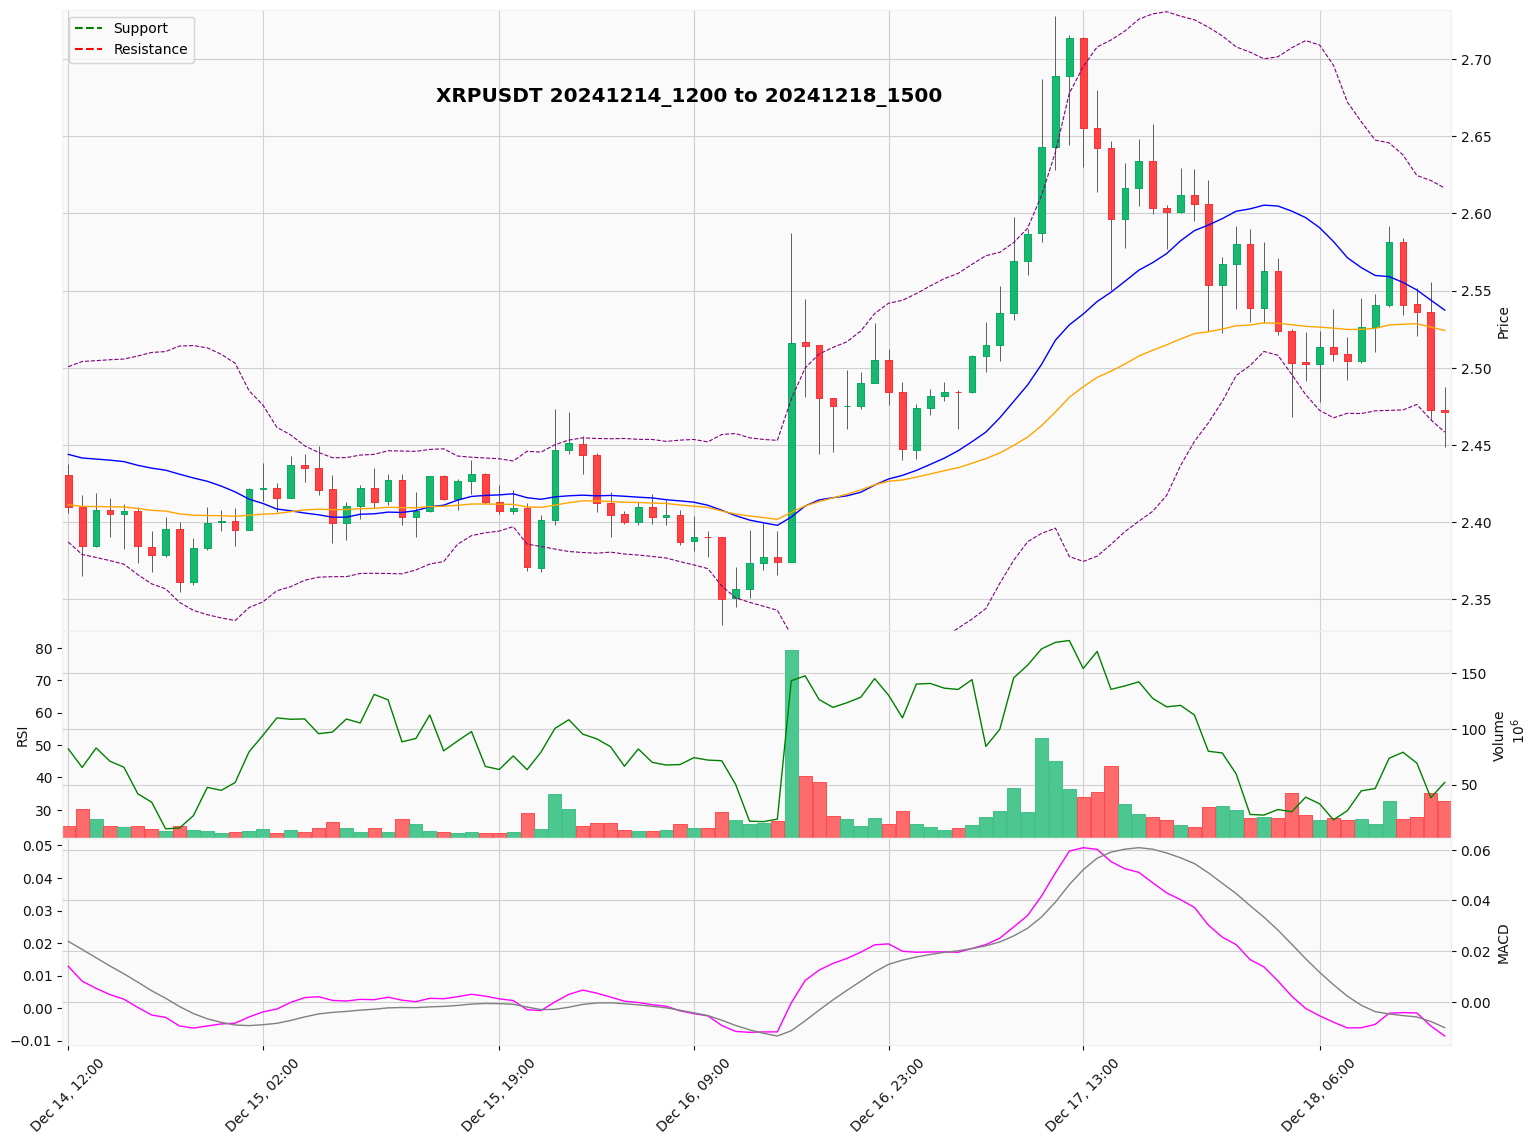 Support
Resistance
XRPUSDT 20241214_1200 to 20241218_1500
2.70
2.65
2.60
2.55
2.50
2.45
2.40
2.35
Price
80
70
60
50
40
30
RSI
150
100
50
Volume
10^6
0.05
0.04
0.03
0.02
0.01
0.00
−0.01
0.06
0.04
0.02
0.00
MACD
Dec 14, 12:00
Dec 15, 02:00
Dec 15, 19:00
Dec 16, 09:00
Dec 16, 23:00
Dec 17, 13:00
Dec 18, 06:00